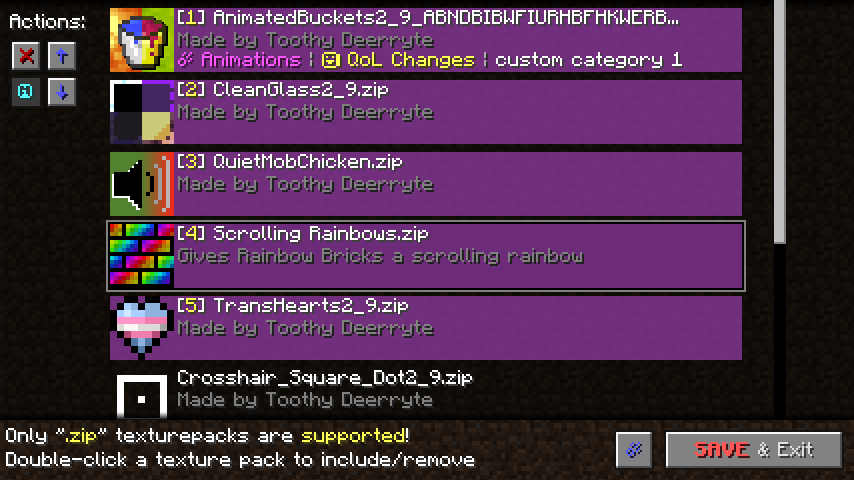 Actions:
[1] AnimatedBuckets2_9_ABNDBIBWFIURHBFHKWERB...
Made by Toothy Deerryte
Animations ¦ QoL Changes ¦ custom category 1
[2] CleanGlass2_9.zip
Made by Toothy Deerryte
[3] QuietMobChicken.zip
Made by Toothy Deerryte
[4] Scrolling Rainbows.zip
Gives Rainbow Bricks a scrolling rainbow
[5] TransHearts2_9.zip
Made by Toothy Deerryte
Crosshair_Square_Dot2_9.zip
Made by Toothy Deerryte
Only ".zip" texturepacks are supported!
Double-click a texture pack to include/remove
SAVE & Exit